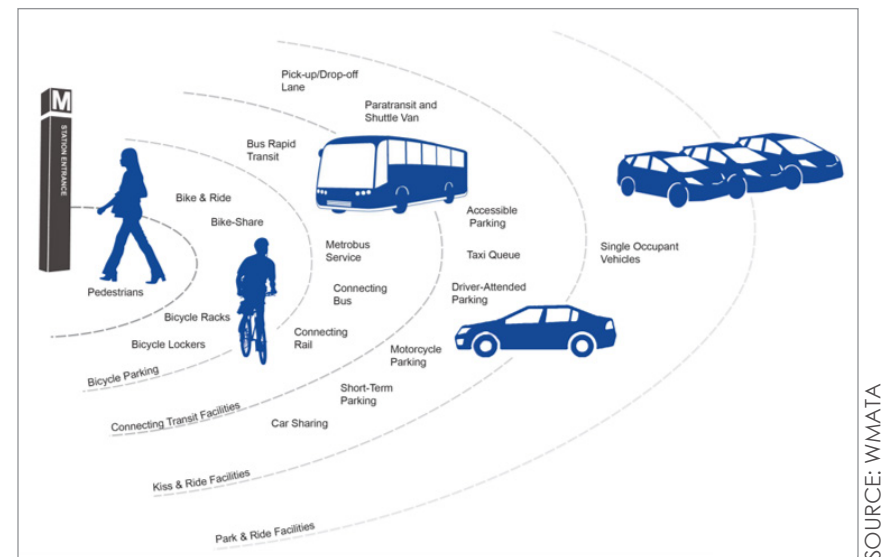 M
STATION ENTRANCE
Pick-up/Drop-off
Lane
Paratransit and
Shuttle Van
Bus Rapid
Transit
Bike & Ride
Bike-Share
Accessible
Parking
Metrobus
Service
Taxi Queue
Single Occupant
Vehicles
Pedestrians
Connecting
Bus
Driver-Attended
Parking
Bicycle Racks
Bicycle Lockers
Connecting
Rail
Motorcycle
Parking
Bicycle Parking
Short-Term
Parking
Connecting Transit Facilities
Car Sharing
Kiss & Ride Facilities
Park & Ride Facilities
SOURCE: WMATA